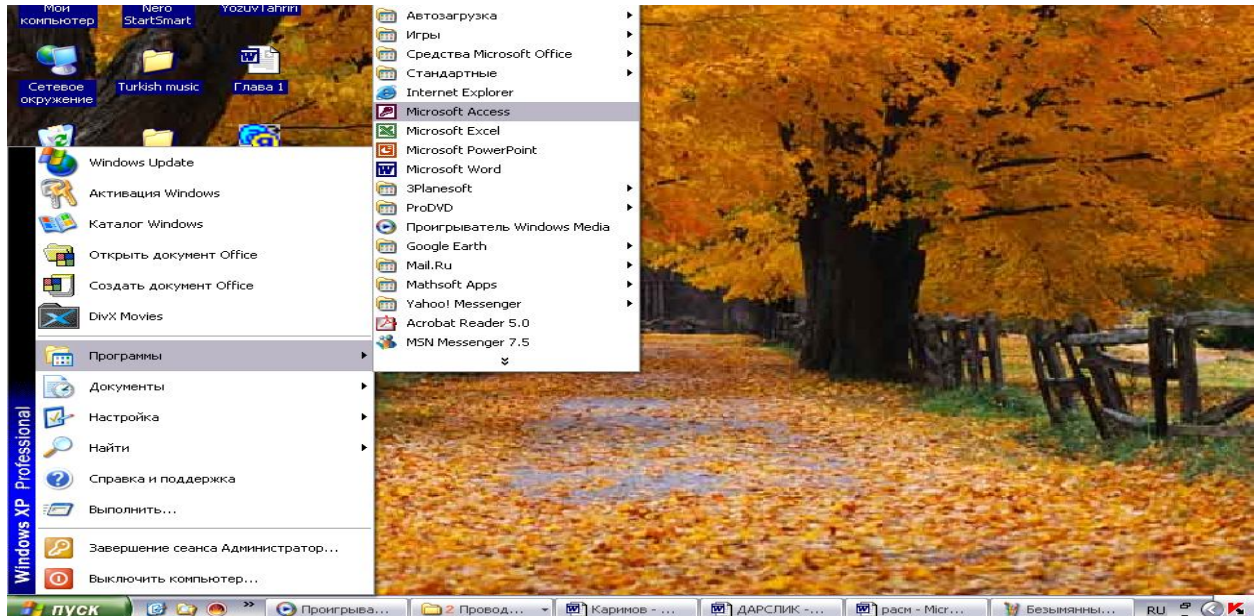 Мой компьютер
Nero StartSmart
YozuvTahriri
Сетевое окружение
Turkish music
Глава 1
Windows Update
Активация Windows
Каталог Windows
Открыть документ Office
Создать документ Office
DivX Movies
Программы
Документы
Настройка
Найти
Справка и поддержка
Выполнить...
Завершение сеанса Администратор...
Выключить компьютер...
Windows XP Professional
Автозагрузка
Игры
Средства Microsoft Office
Стандартные
Internet Explorer
Microsoft Access
Microsoft Excel
Microsoft PowerPoint
Microsoft Word
3Planesoft
ProDVD
Проигрыватель Windows Media
Google Earth
Mail.Ru
Mathsoft Apps
Yahoo! Messenger
Acrobat Reader 5.0
MSN Messenger 7.5
пуск
»
Проигрыва...
2 Провод...
Каримов - ...
ДАРСЛИК -...
расм - Micr...
Безымянны...
RU